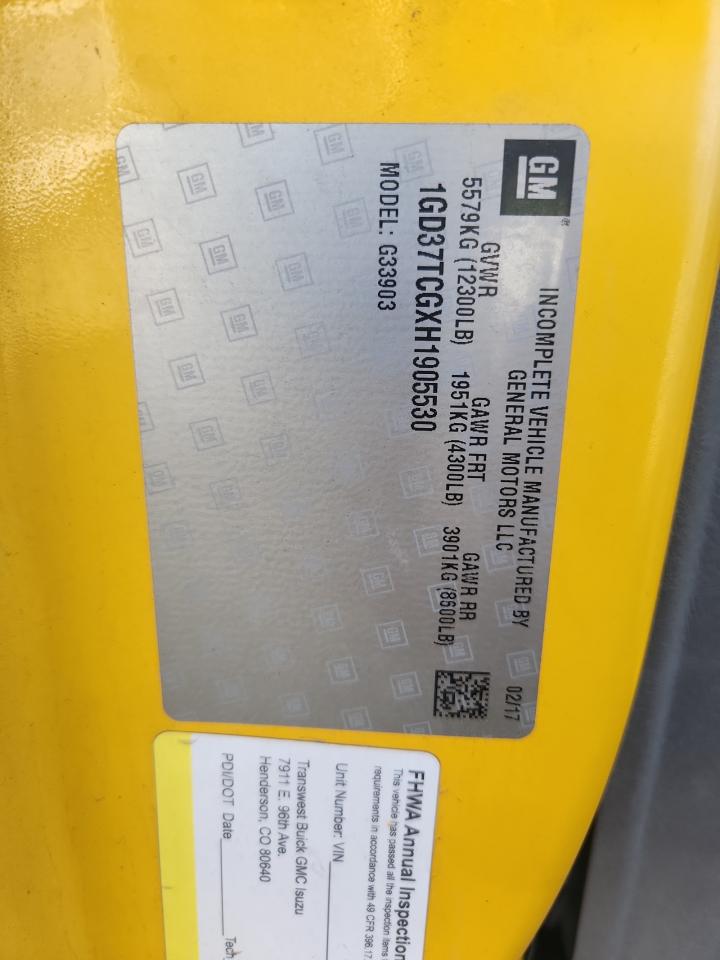 GM
INCOMPLETE VEHICLE MANUFACTURED BY
GENERAL MOTORS LLC
02/17
GVWR GAWR FRT GAWR RR
5579KG (12300LB) 1951KG (4300LB) 3901KG (8600LB)
1GD37TCGXH1905530
MODEL: G33903
FHWA Annual Inspection
This vehicle has passed all the inspection items
requirements in accordance with 49 CFR 396.17
Unit Number: VIN
Transwest Buick GMC Isuzu
7911 E. 96th Ave.
Henderson, CO 80640
PDI/DOT Date Tech